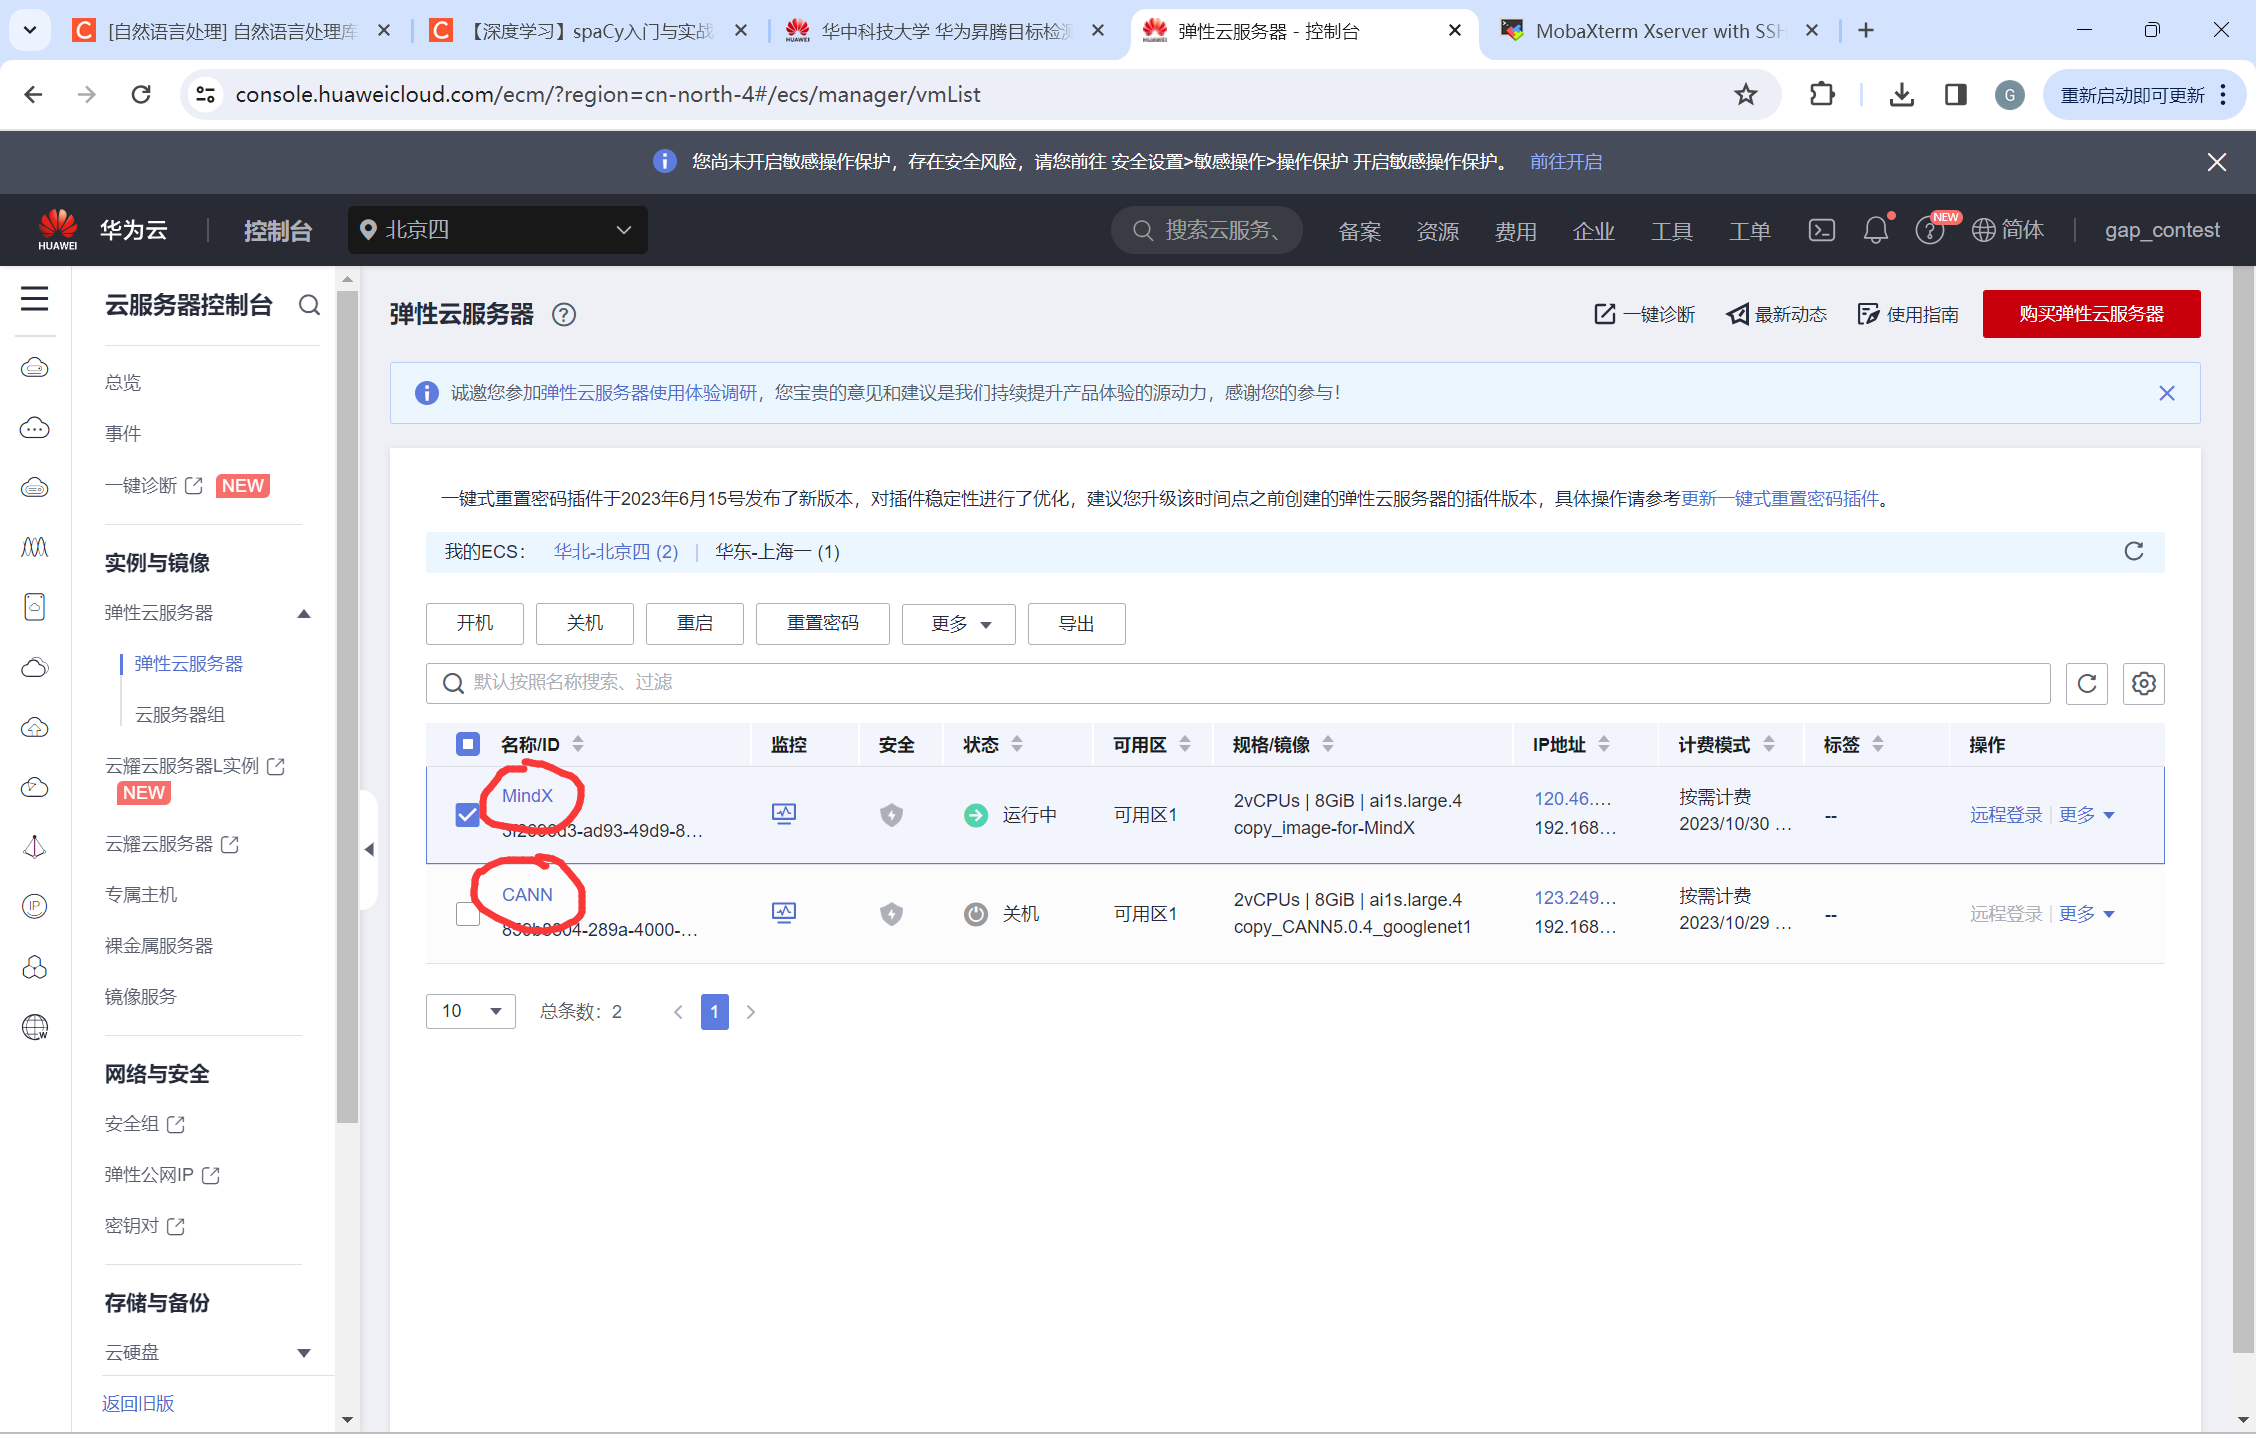 [自然语言处理] 自然语言处理库
【深度学习】spaCy入门与实战
华中科技大学 华为昇腾目标检测
弹性云服务器 - 控制台
MobaXterm Xserver with SSH
console.huaweicloud.com/ecm/?region=cn-north-4#/ecs/manager/vmList
G
重新启动即可更新
您尚未开启敏感操作保护，存在安全风险，请您前往 安全设置>敏感操作>操作保护 开启敏感操作保护。 前往开启
HUAWEI
华为云
控制台
北京四
搜索云服务、
备案
资源
费用
企业
工具
工单
NEW
简体
gap_contest
云服务器控制台
总览
事件
一键诊断 NEW
实例与镜像
弹性云服务器
弹性云服务器
云服务器组
云耀云服务器L实例
NEW
云耀云服务器
专属主机
裸金属服务器
镜像服务
网络与安全
安全组
弹性公网IP
密钥对
存储与备份
云硬盘
返回旧版
IP
W
弹性云服务器
一键诊断
最新动态
使用指南
购买弹性云服务器
诚邀您参加弹性云服务器使用体验调研，您宝贵的意见和建议是我们持续提升产品体验的源动力，感谢您的参与！
一键式重置密码插件于2023年6月15号发布了新版本，对插件稳定性进行了优化，建议您升级该时间点之前创建的弹性云服务器的插件版本，具体操作请参考更新一键式重置密码插件。
我的ECS： 华北-北京四 (2) | 华东-上海一 (1)
开机
关机
重启
重置密码
更多
导出
默认按照名称搜索、过滤
名称/ID 监控 安全 状态 可用区 规格/镜像 IP地址 计费模式 标签 操作
MindX
-ad93-49d9-8...
运行中
可用区1
2vCPUs | 8GiB | ai1s.large.4
copy_image-for-MindX
120.46....
192.168...
按需计费
2023/10/30 ...
--
远程登录 | 更多
CANN
-289a-4000-...
关机
可用区1
2vCPUs | 8GiB | ai1s.large.4
copy_CANN5.0.4_googlenet1
123.249...
192.168...
按需计费
2023/10/29 ...
--
远程登录 | 更多
10
总条数：2
1